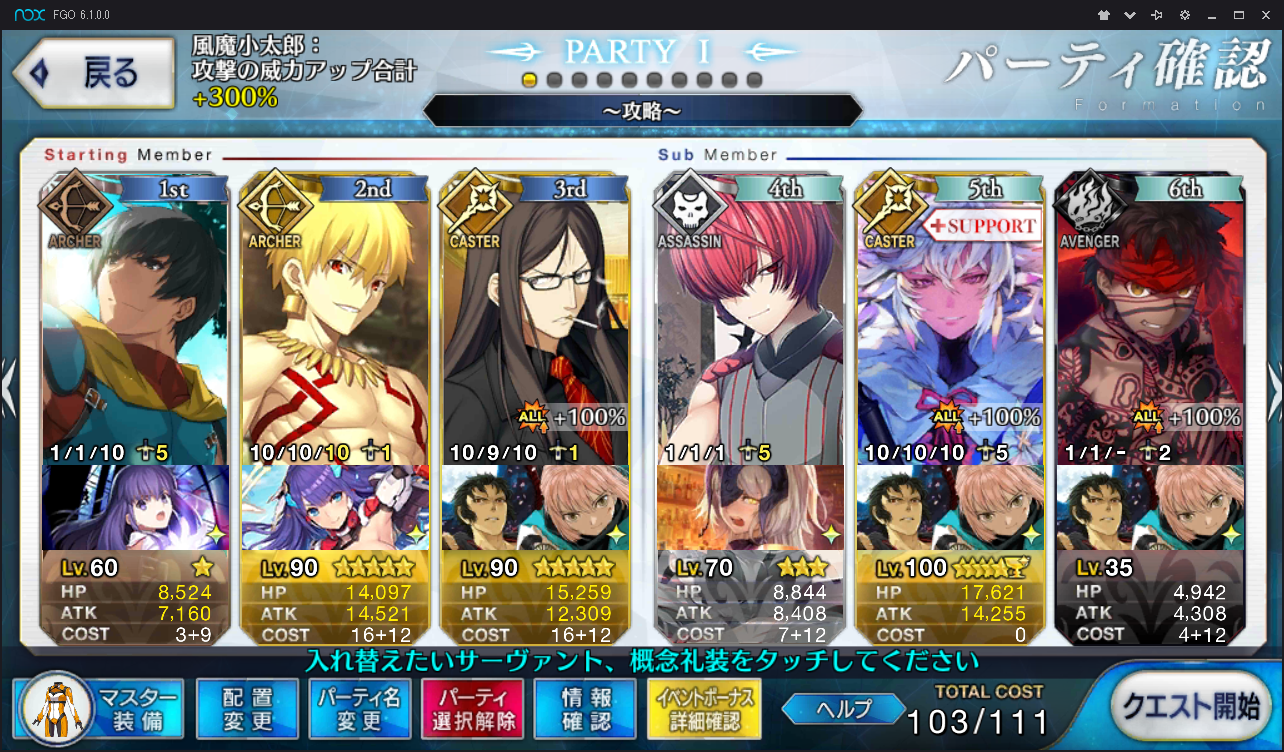 nox FGO 6.1.0.0
戻る
風魔小太郎：
攻撃の威力アップ合計
+300%
PARTY 1
～攻略～
パーティ確認
Formation
Starting Member
Sub Member
1st
ARCHER
1/1/10 5
Lv.60
HP 8,524
ATK 7,160
COST 3+9
2nd
ARCHER
10/10/10 1
Lv.90
HP 14,097
ATK 14,521
COST 16+12
3rd
CASTER
ALL +100%
10/9/10 1
Lv.90
HP 15,259
ATK 12,309
COST 16+12
4th
ASSASSIN
1/1/1 5
Lv.70
HP 8,844
ATK 8,408
COST 7+12
5th
+SUPPORT
CASTER
ALL +100%
10/10/10 5
Lv.100
HP 17,621
ATK 14,255
COST 0
6th
AVENGER
ALL +100%
1/1/- 2
Lv.35
HP 4,942
ATK 4,308
COST 4+12
入れ替えたいサーヴァント、概念礼装をタッチしてください
マスター
装備
配置
変更
パーティ名
変更
パーティ
選択解除
情報
確認
イベントボーナス
詳細確認
ヘルプ
TOTAL COST
103/111
クエスト開始